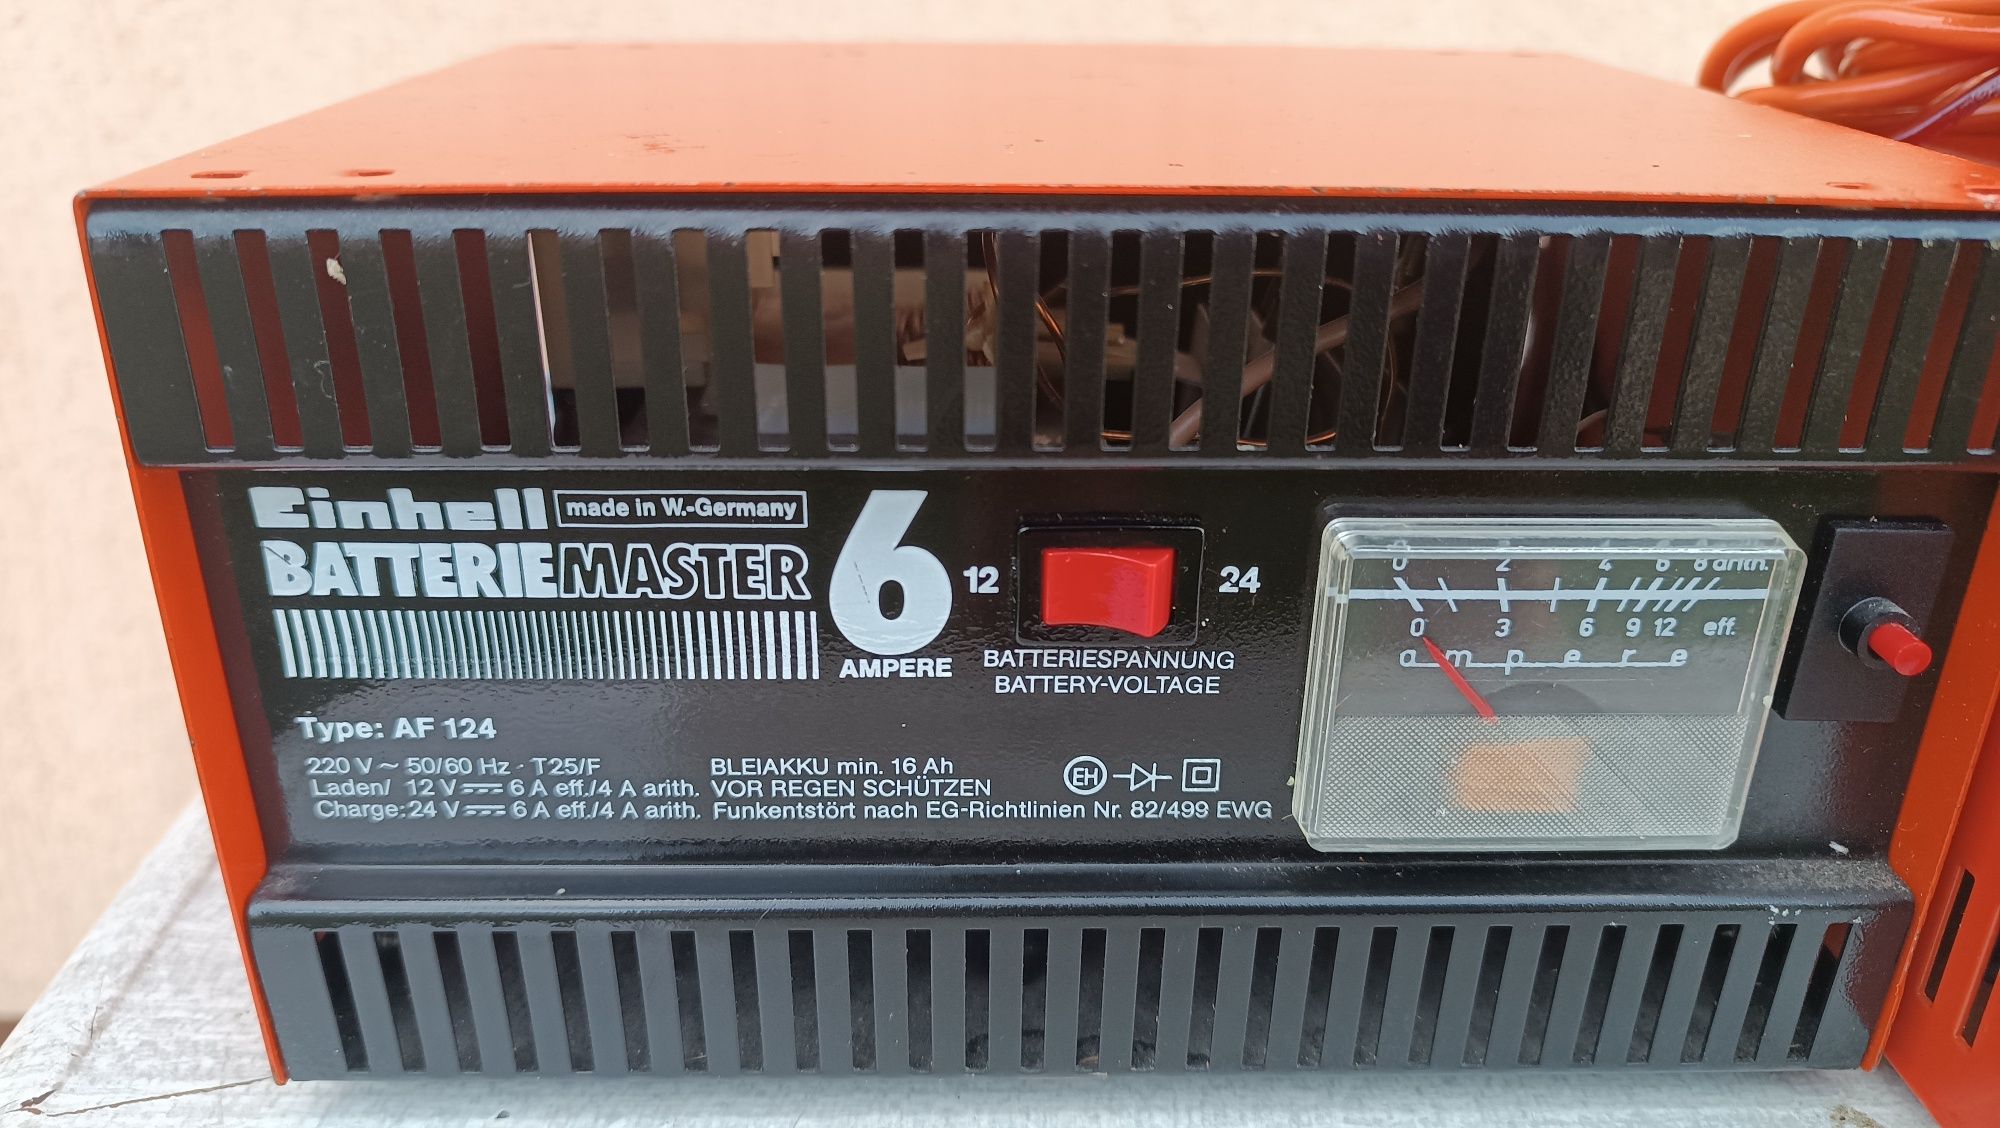 Einhell made in W.-Germany
BATTERIEMASTER
6
AMPERE
12
24
BATTERIESPANNUNG
BATTERY-VOLTAGE
0 2 4 6 8 arith.
0 3 6 9 12 eff.
ampere
Type: AF 124
220 V ~ 50/60 Hz · T25/F
Laden/ 12 V 6 A eff./4 A arith.
Charge: 24 V 6 A eff./4 A arith.
BLEIAKKU min. 16 Ah
VOR REGEN SCHÜTZEN
Funkentstört nach EG-Richtlinien Nr. 82/499 EWG
EH